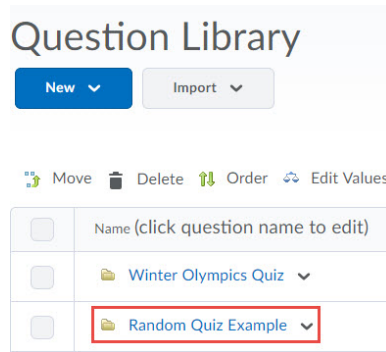 Question Library
New Import
Move Delete Order Edit Values
Name (click question name to edit)
Winter Olympics Quiz
Random Quiz Example